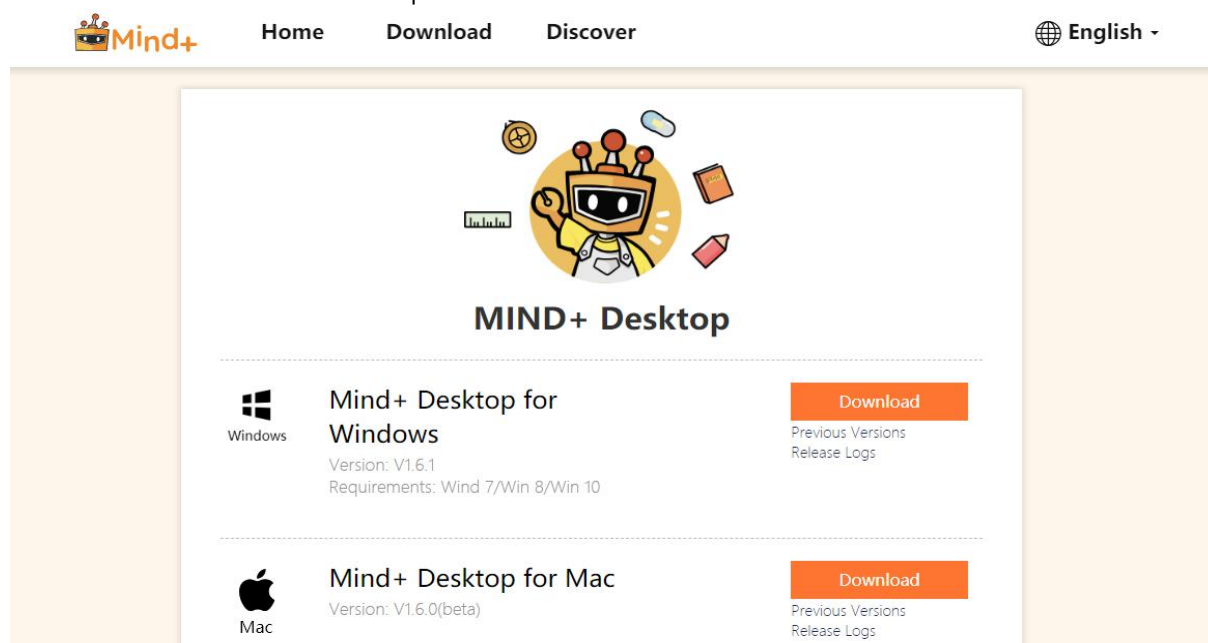 Mind+ Home Download Discover English
MIND+ Desktop
Windows
Mind+ Desktop for
Windows
Version: V1.6.1
Requirements: Wind 7/Win 8/Win 10
Download
Previous Versions
Release Logs
Mac
Mind+ Desktop for Mac
Version: V1.6.0(beta)
Download
Previous Versions
Release Logs